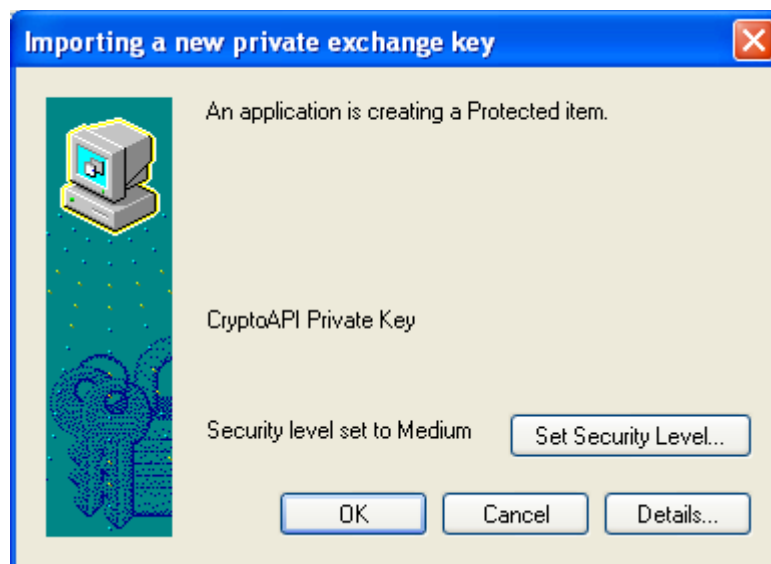 Importing a new private exchange key
An application is creating a Protected item.
CryptoAPI Private Key
Security level set to Medium
Set Security Level...
OK
Cancel
Details...